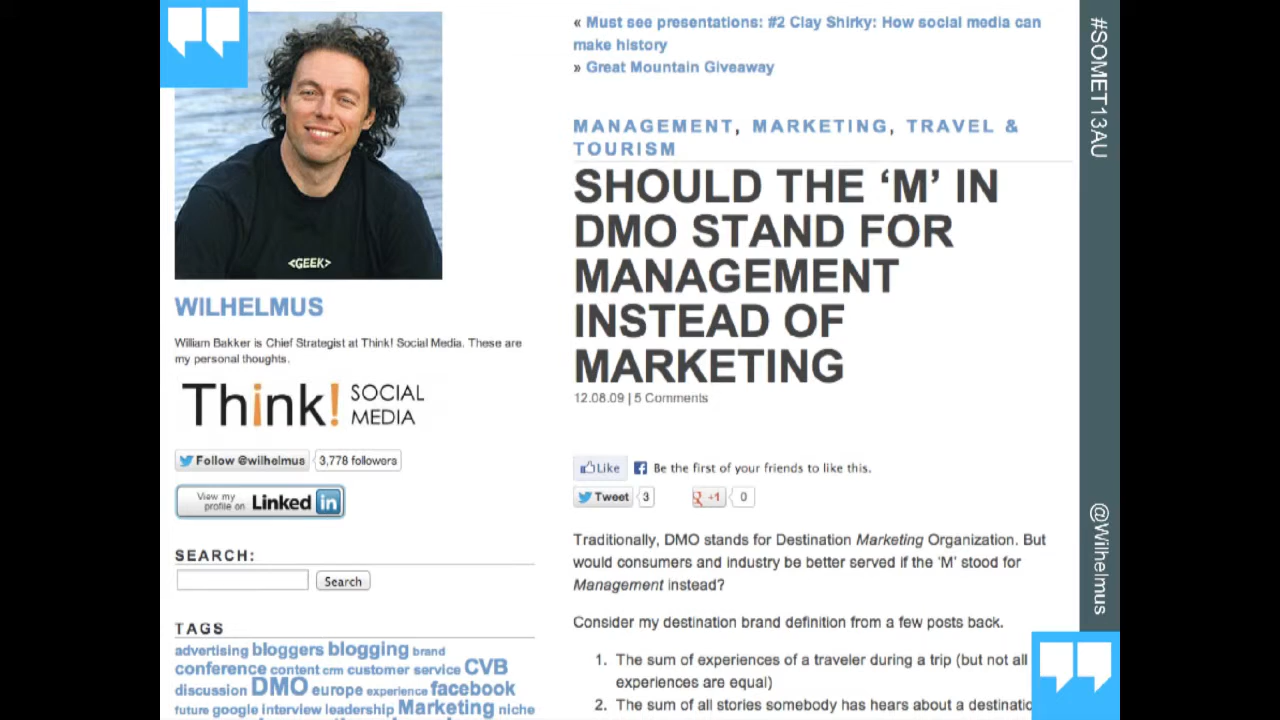 <GEEK>
WILHELMUS
William Bakker is Chief Strategist at Think! Social Media. These are
my personal thoughts.
Think! SOCIAL
MEDIA
Follow @wilhelmus 3,778 followers
View my
profile on Linked in
SEARCH:
Search
TAGS
advertising bloggers blogging brand
conference content crm customer service CVB
discussion DMO europe experience facebook
future google interview leadership Marketing niche
« Must see presentations: #2 Clay Shirky: How social media can
make history
» Great Mountain Giveaway
MANAGEMENT, MARKETING, TRAVEL &
TOURISM
SHOULD THE ‘M’ IN
DMO STAND FOR
MANAGEMENT
INSTEAD OF
MARKETING
12.08.09 | 5 Comments
Like Be the first of your friends to like this.
Tweet 3 +1 0
Traditionally, DMO stands for Destination Marketing Organization. But
would consumers and industry be better served if the ‘M’ stood for
Management instead?
Consider my destination brand definition from a few posts back.
1. The sum of experiences of a traveler during a trip (but not all
experiences are equal)
2. The sum of all stories somebody has hears about a
#SOMET13AU
@Wilhelmus